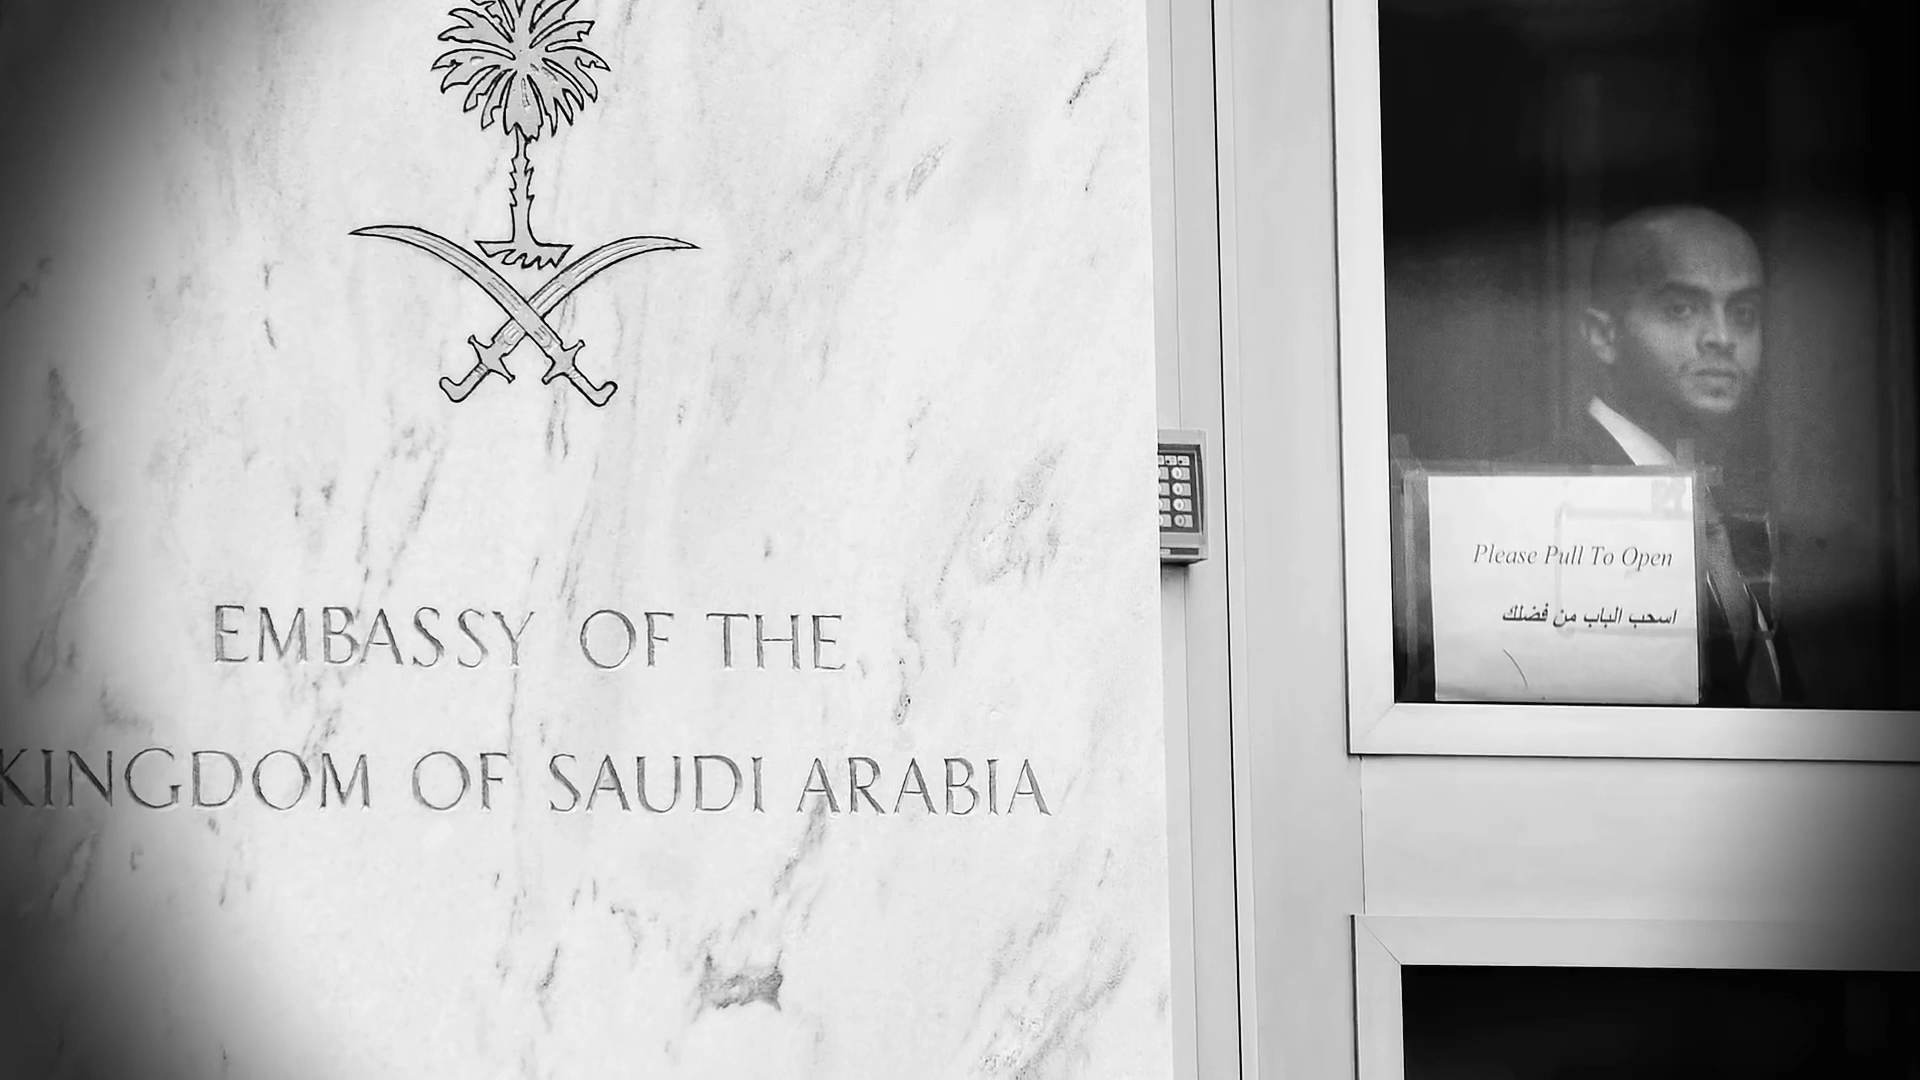 EMBASSY OF THE
KINGDOM OF SAUDI ARABIA
Please Pull To Open
اسحب الباب من فضلك